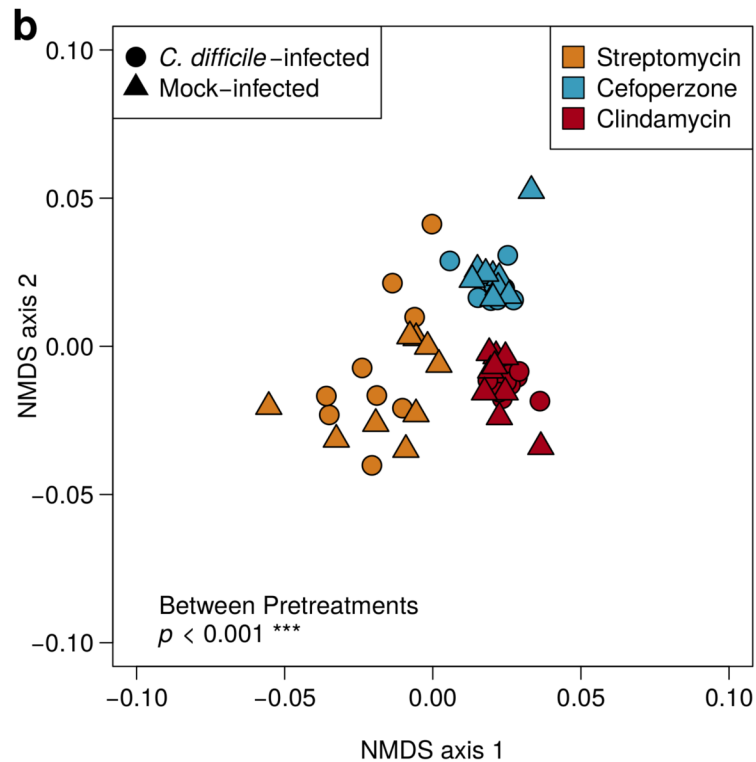 b
C. difficile−infected
Mock−infected
Streptomycin
Cefoperzone
Clindamycin
0.10
0.05
0.00
−0.05
−0.10
NMDS axis 2
Between Pretreatments
p < 0.001 ***
−0.10
−0.05
0.00
0.05
0.10
NMDS axis 1